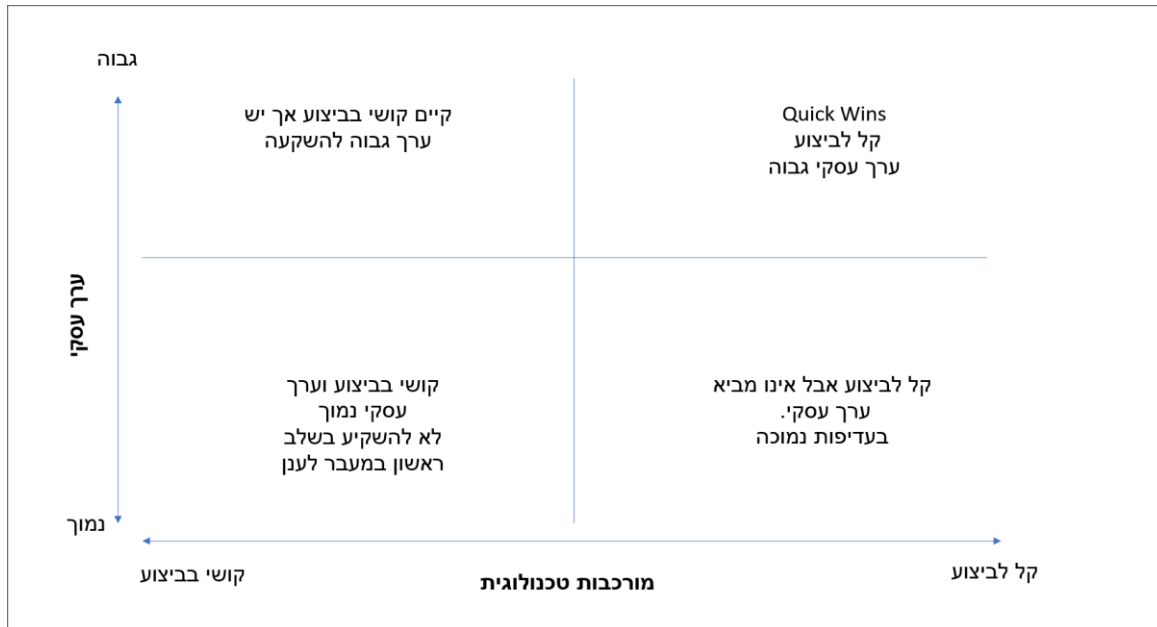 גבוה
Quick Wins
קל לביצוע
ערך עסקי גבוה
קיים קושי בביצוע אך יש
ערך גבוה להשקעה
ערך עסקי
קל לביצוע אבל אינו מביא
ערך עסקי.
בעדיפות נמוכה
קושי בביצוע וערך
עסקי נמוך
לא להשקיע בשלב
ראשון במעבר לענן
נמוך
קל לביצוע
מורכבות טכנולוגית
קושי בביצוע